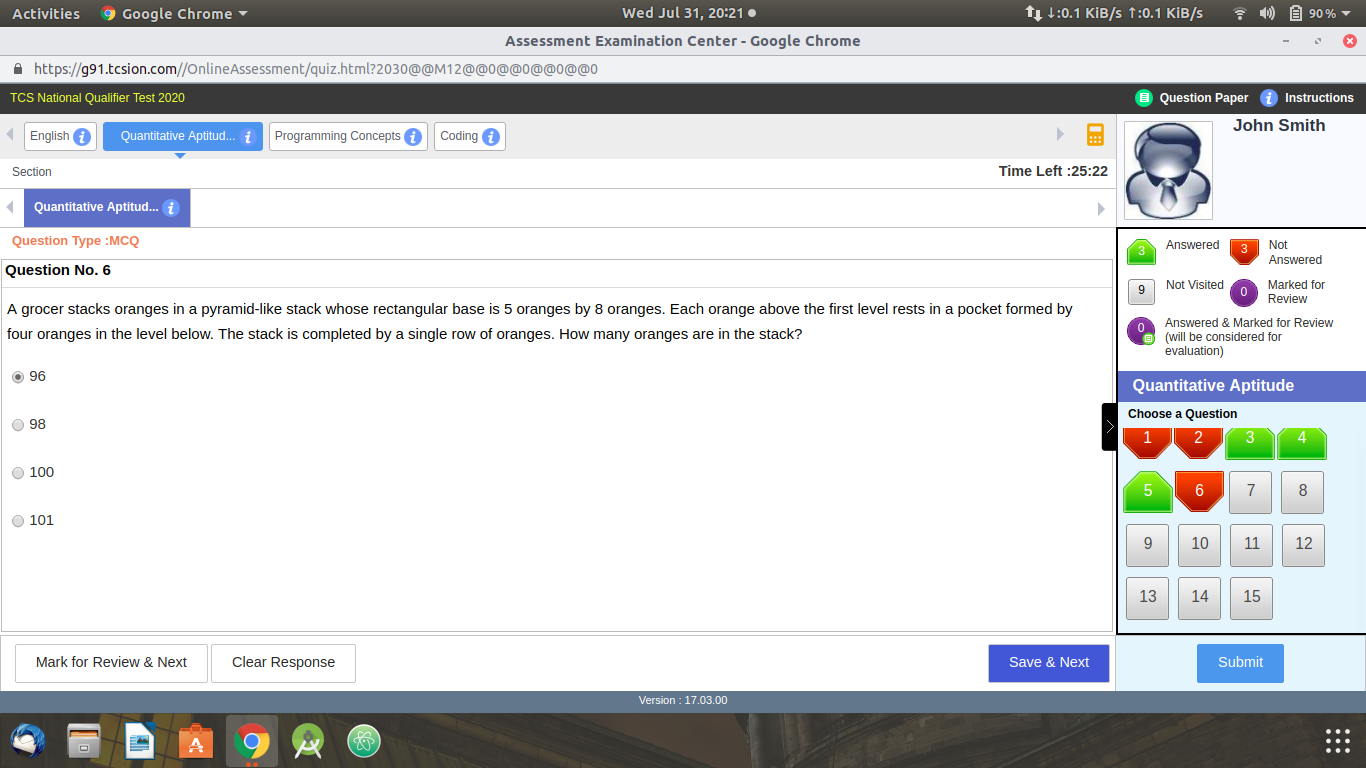 Activities Google Chrome Wed Jul 31, 20:21 ↓:0.1 KiB/s ↑:0.1 KiB/s 90 %
Assessment Examination Center - Google Chrome
https://g91.tcsion.com//OnlineAssessment/quiz.html?2030@@M12@@0@@0@@0@@0
TCS National Qualifier Test 2020 Question Paper i Instructions
English i Quantitative Aptitud... i Programming Concepts i Coding i
John Smith
Section Time Left :25:22
Quantitative Aptitud... i
Question Type :MCQ
Question No. 6
A grocer stacks oranges in a pyramid-like stack whose rectangular base is 5 oranges by 8 oranges. Each orange above the first level rests in a pocket formed by
four oranges in the level below. The stack is completed by a single row of oranges. How many oranges are in the stack?
96
98
100
101
3 Answered 3 Not
Answered
9 Not Visited 0 Marked for
Review
0 Answered & Marked for Review
(will be considered for
evaluation)
Quantitative Aptitude
Choose a Question
1 2 3 4
5 6 7 8
9 10 11 12
13 14 15
Mark for Review & Next Clear Response Save & Next Submit
Version : 17.03.00